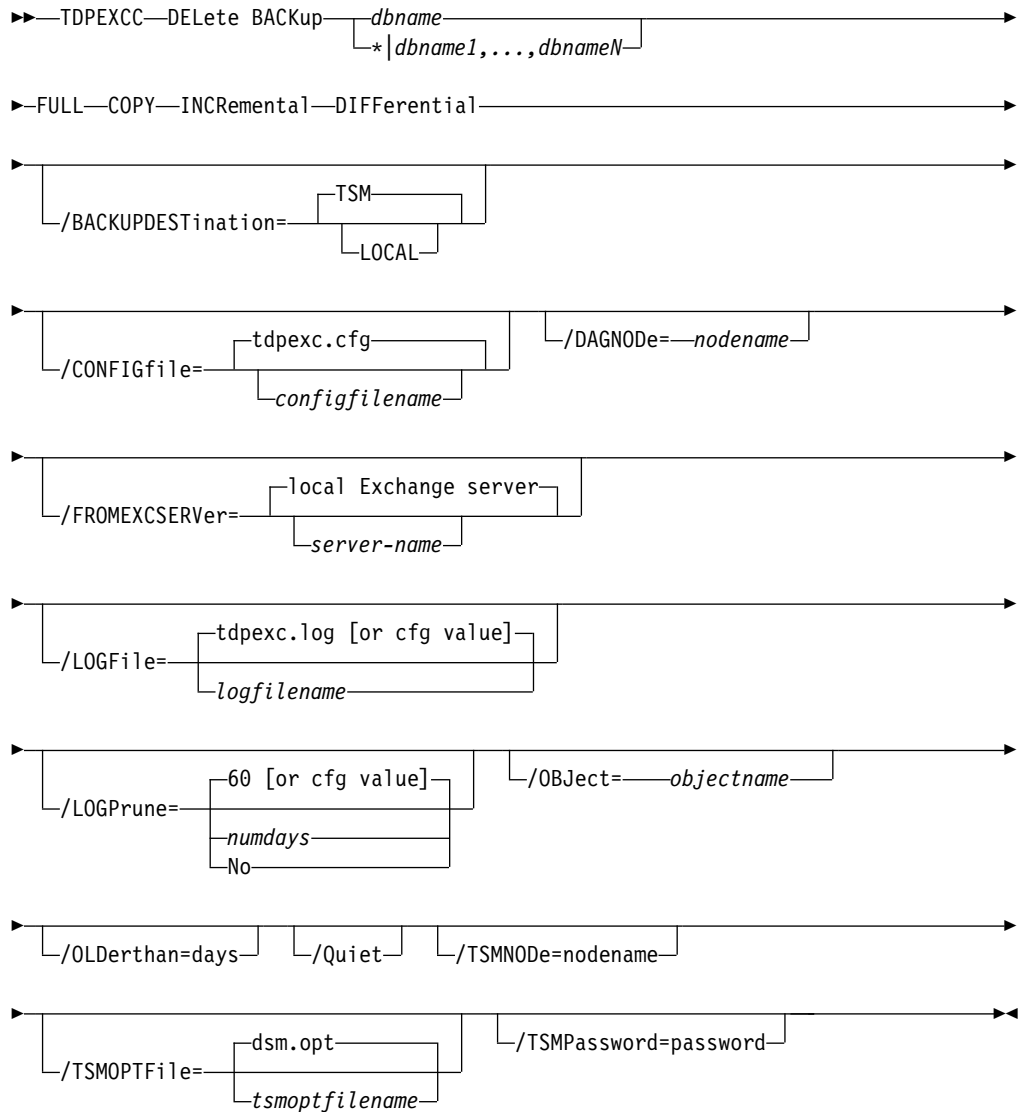 TDPEXCC DELete BACKup dbname
*|dbname1,...,dbnameN
FULL COPY INCRemental DIFFerential
TSM
/BACKUPDESTination=
LOCAL
tdpexc.cfg /DAGNODe= nodename
/CONFIGfile=
configfilename
local Exchange server
/FROMEXCSERVer=
server-name
tdpexc.log [or cfg value]
/LOGFile=
logfilename
60 [or cfg value] /OBJect= objectname
/LOGPrune=
numdays
No
/OLDerthan=days /Quiet /TSMNODe=nodename
dsm.opt /TSMPassword=password
/TSMOPTFile=
tsmoptfilename